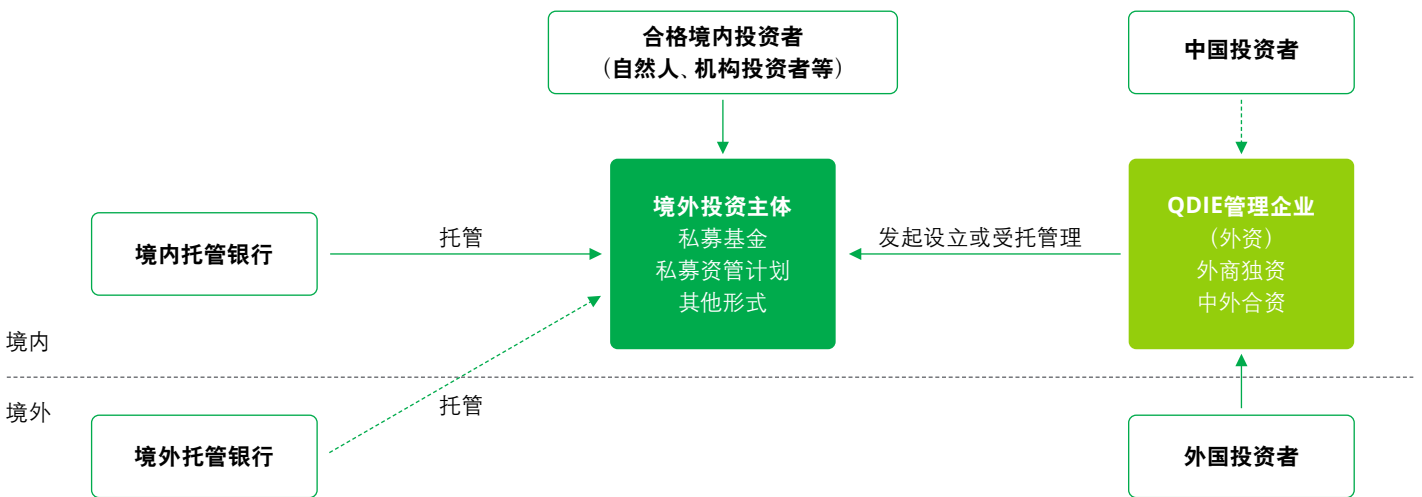 合格境内投资者
（自然人、机构投资者等）
中国投资者
境外投资主体
私募基金
私募资管计划
其他形式
QDIE管理企业
（外资）
外商独资
中外合资
境内托管银行
托管
发起设立或受托管理
境内
境外
托管
境外托管银行
外国投资者